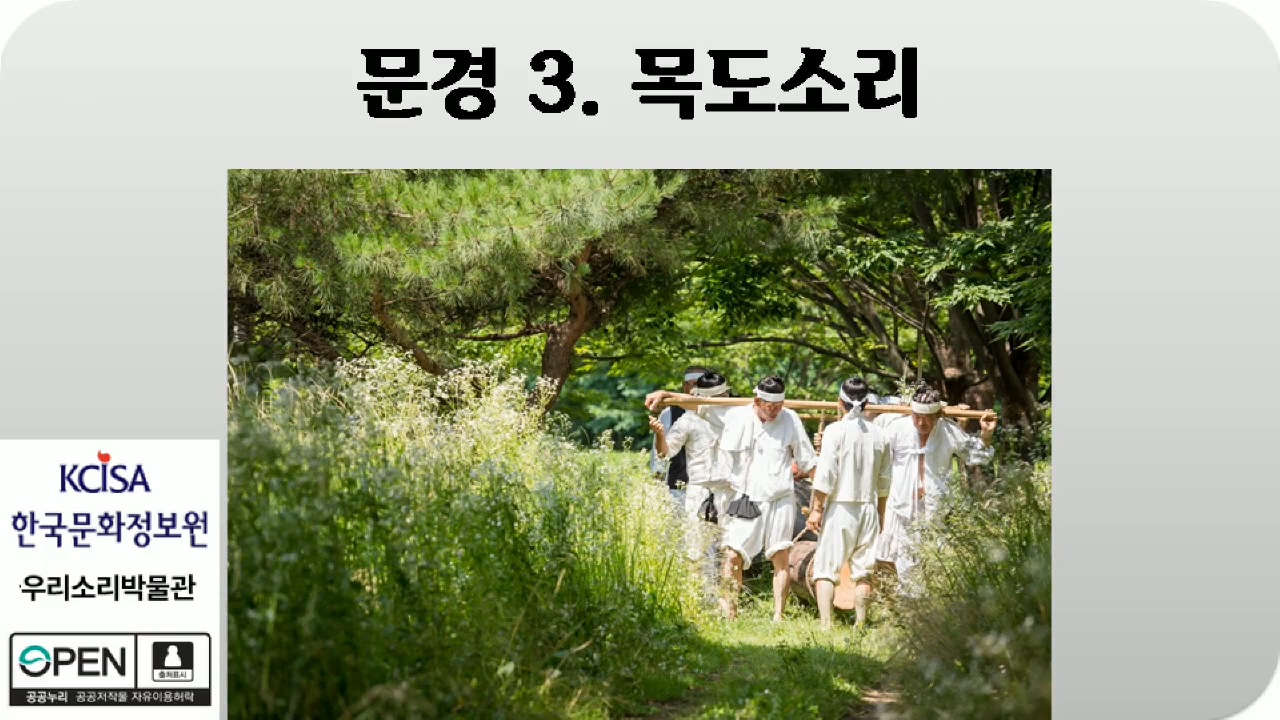 문경 3. 목도소리
KCISA
한국문화정보원
우리소리박물관
OPEN
출처표시
공공누리 공공저작물 자유이용허락